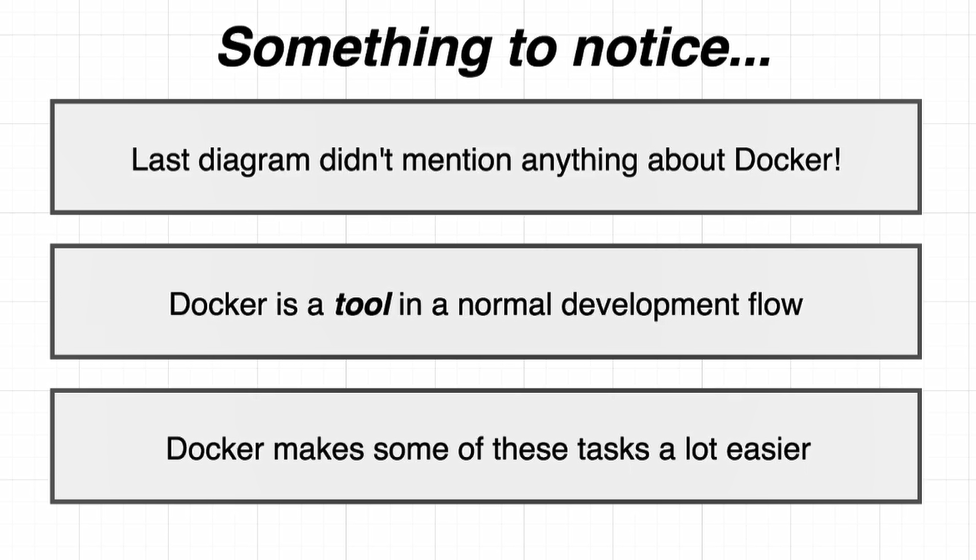 Something to notice...
Last diagram didn't mention anything about Docker!
Docker is a tool in a normal development flow
Docker makes some of these tasks a lot easier